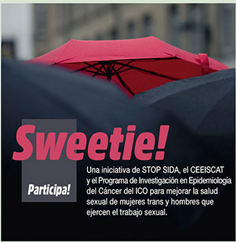 Sweetie!
Participa!
Una iniciativa de STOP SIDA, el CEEISCAT
y el Programa de Investigación en Epidemiología
del Cáncer del ICO para mejorar la salud
sexual de mujeres trans y hombres que
ejercen el trabajo sexual.